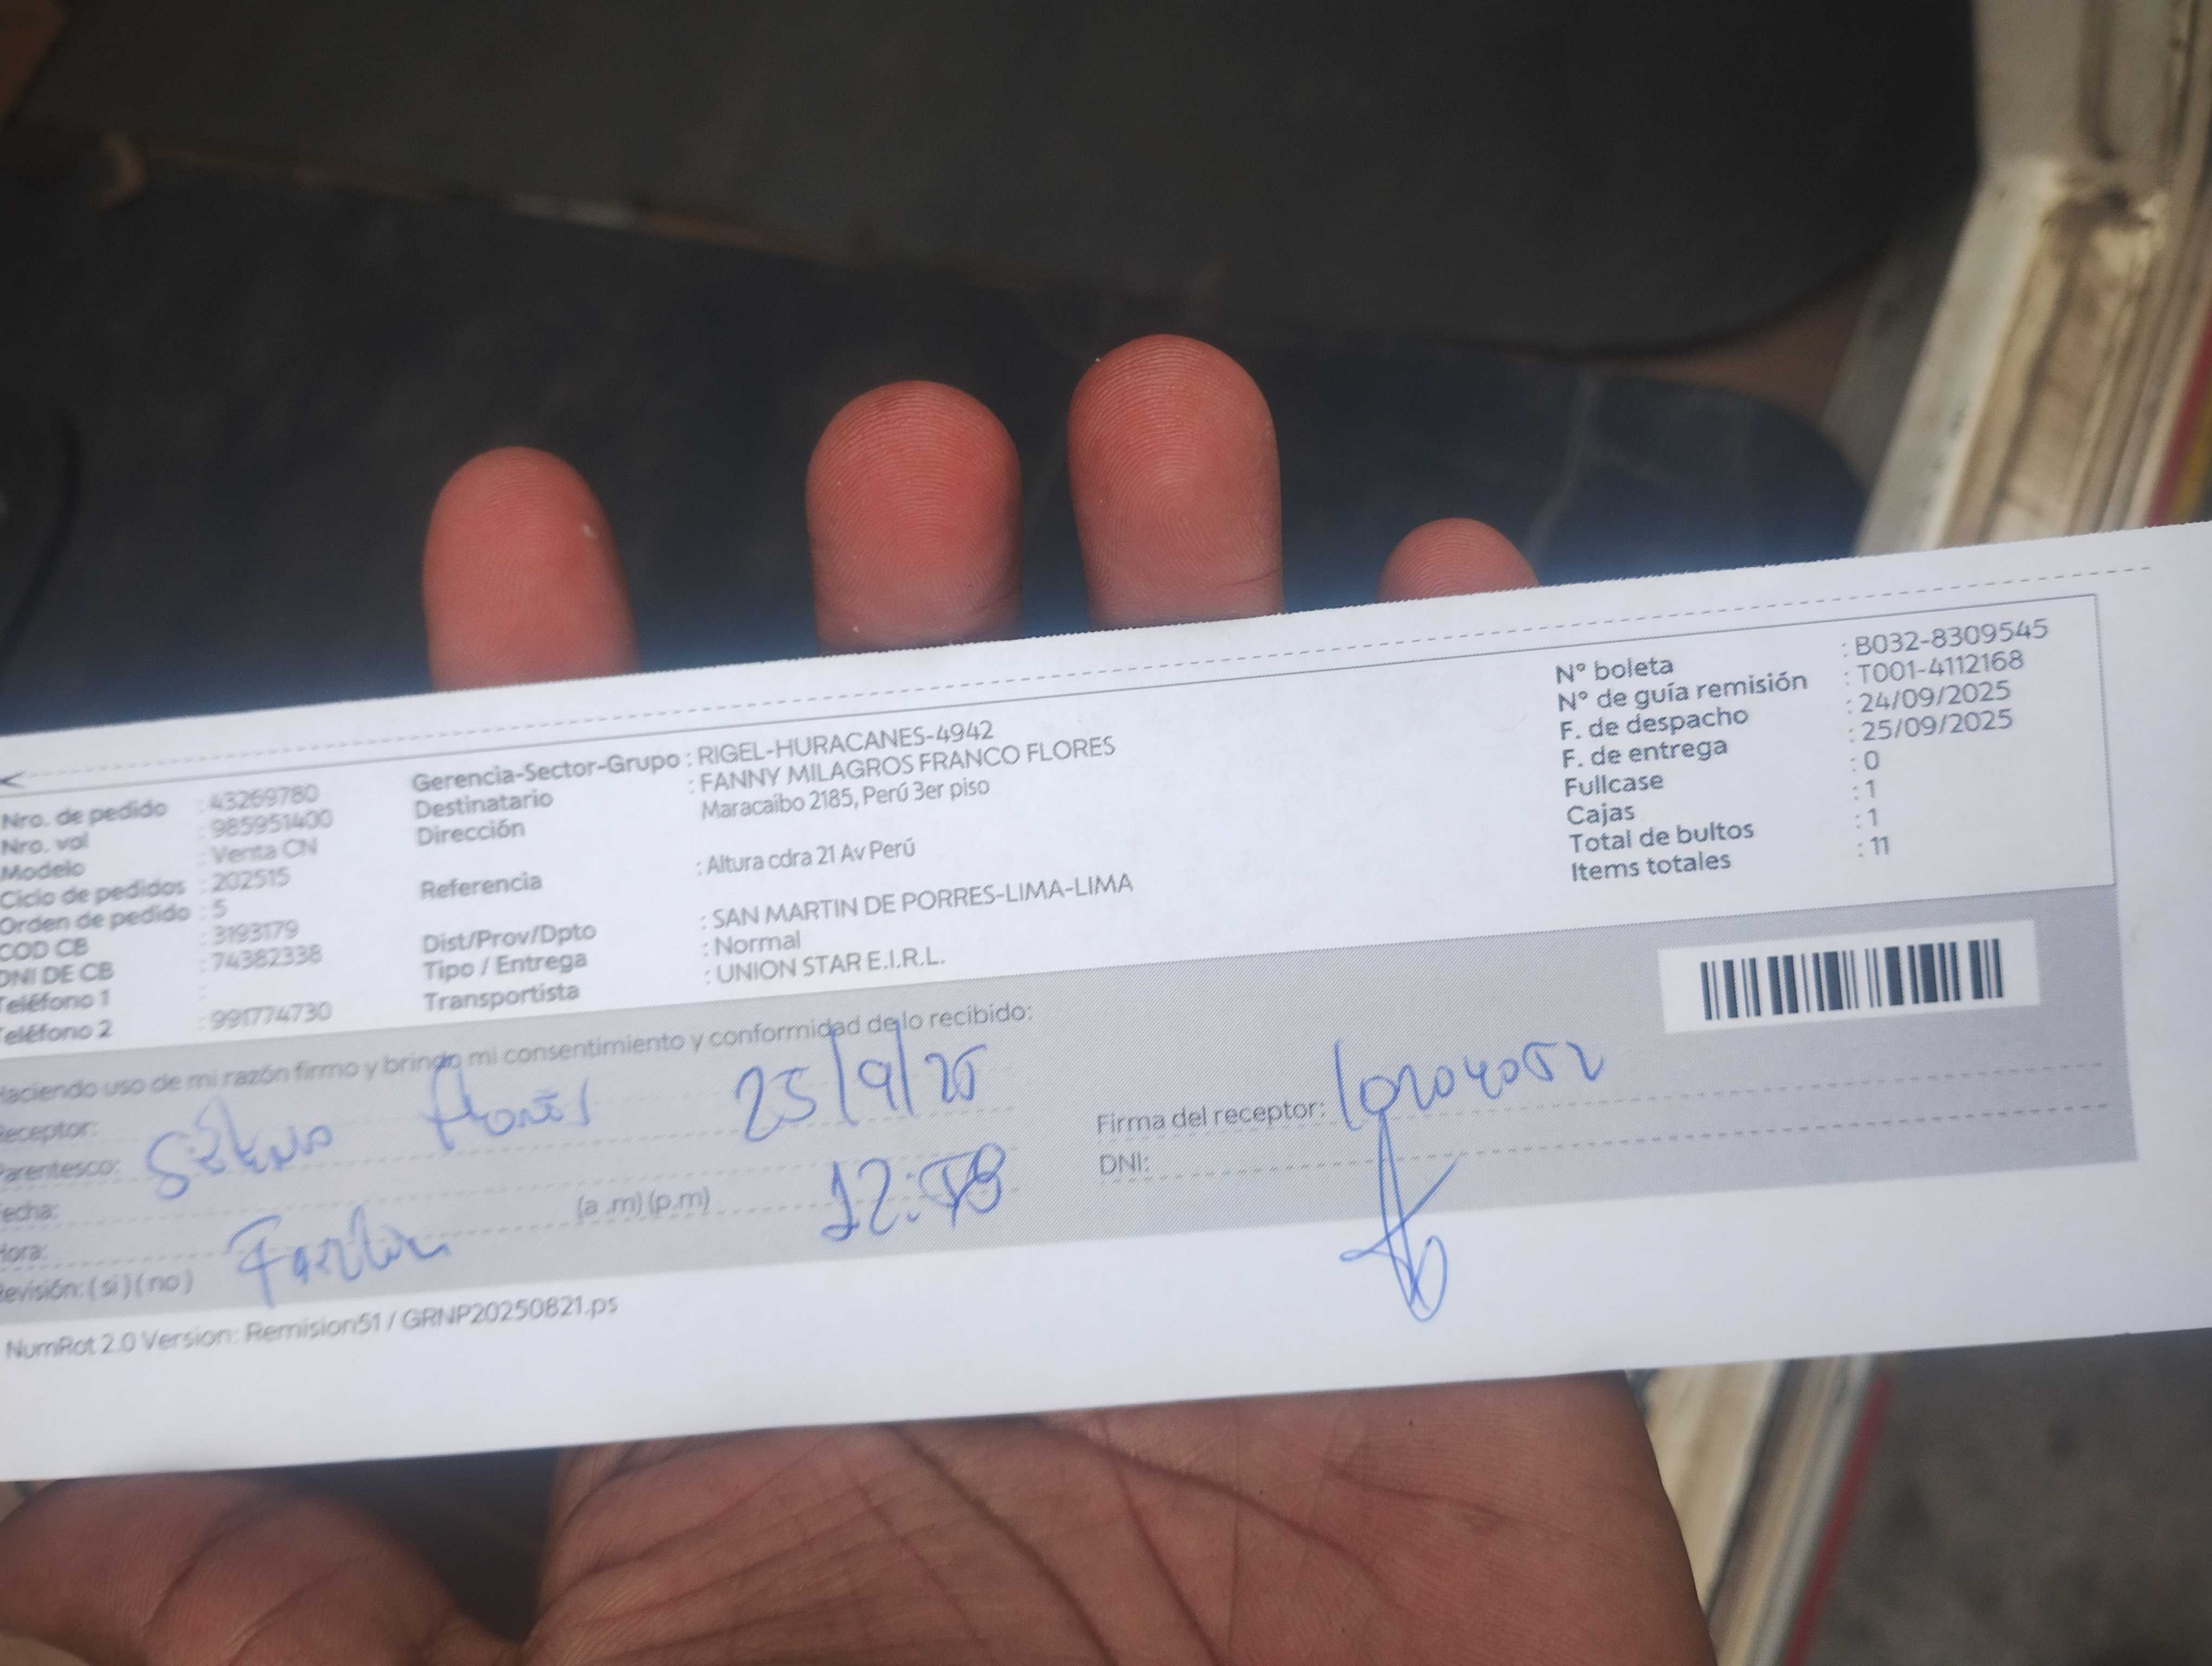 Nro. de pedido : 43269780
Nro. val : 985951400
Modelo : Venta CN
Ciclo de pedidos : 202515
Orden de pedido : 5
COD CB : 3193179
DNI DE CB : 74382338
Teléfono 1 :
Teléfono 2 : 991774730
Gerencia-Sector-Grupo : RIGEL-HURACANES-4942
Destinatario : FANNY MILAGROS FRANCO FLORES
Dirección Maracaibo 2185, Perú 3er piso
Referencia : Altura cdra 21 Av Perú
Dist/Prov/Dpto : SAN MARTIN DE PORRES-LIMA-LIMA
Tipo / Entrega : Normal
Transportista : UNION STAR E.I.R.L.
N° boleta : B032-8309545
N° de guía remisión : T001-4112168
F. de despacho : 24/09/2025
F. de entrega : 25/09/2025
Fullcase : 0
Cajas : 1
Total de bultos : 1
Items totales : 11
Haciendo uso de mi razón firmo y brindo mi consentimiento y conformidad de lo recibido:
Receptor:
Parentesco: Flores 25/9/25
Fecha:
Hora: (a .m) (p.m)
Revisión: ( si ) ( no )
Firma del receptor:
DNI:
NumRot 2.0 Version: Remision51 / GRNP20250821.ps